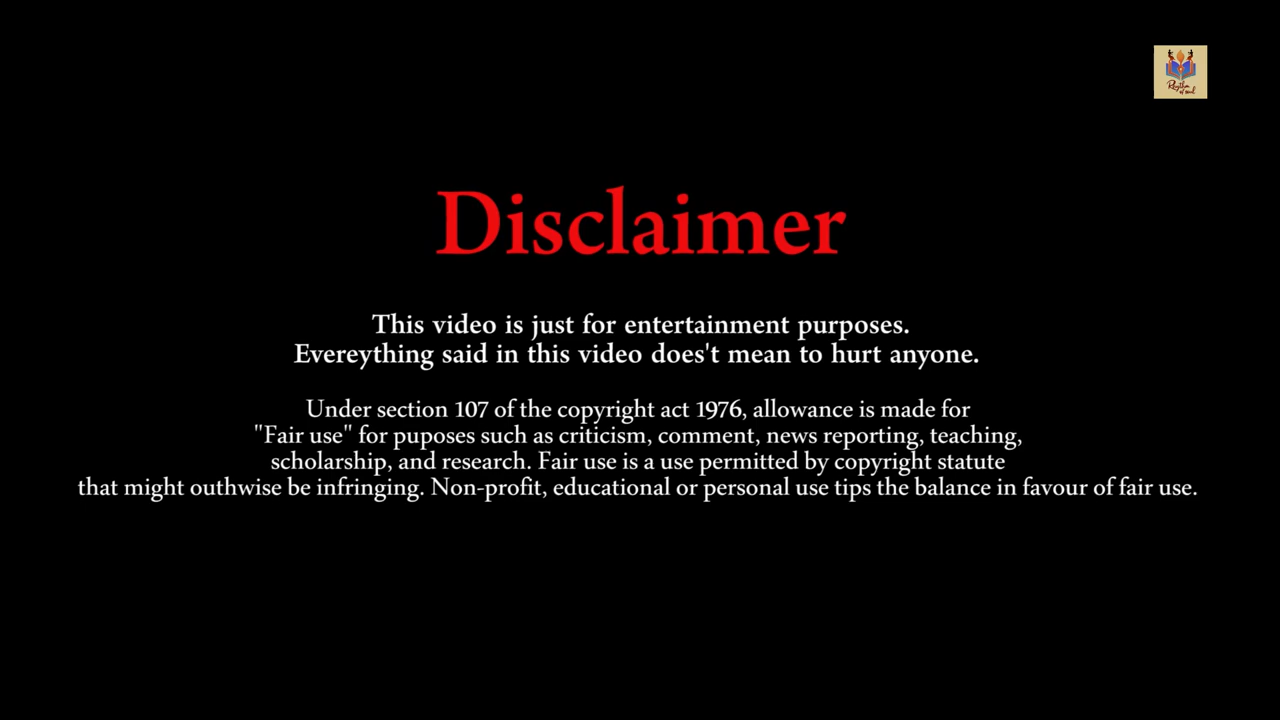 Rhythm
of soul
Disclaimer
This video is just for entertainment purposes.
Evereything said in this video does't mean to hurt anyone.
Under section 107 of the copyright act 1976, allowance is made for
"Fair use" for puposes such as criticism, comment, news reporting, teaching,
scholarship, and research. Fair use is a use permitted by copyright statute
that might outhwise be infringing. Non-profit, educational or personal use tips the balance in favour of fair use.